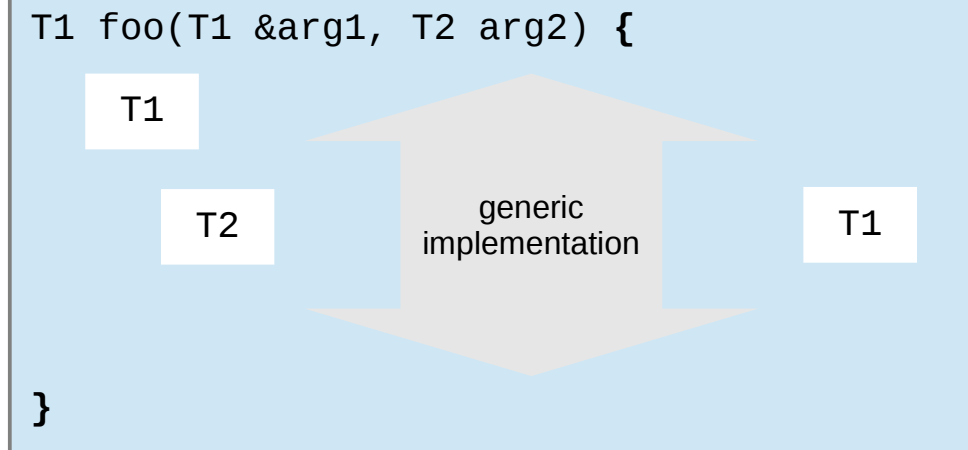 T1 foo(T1 &arg1, T2 arg2) {
T1
T2
generic
implementation
T1
}